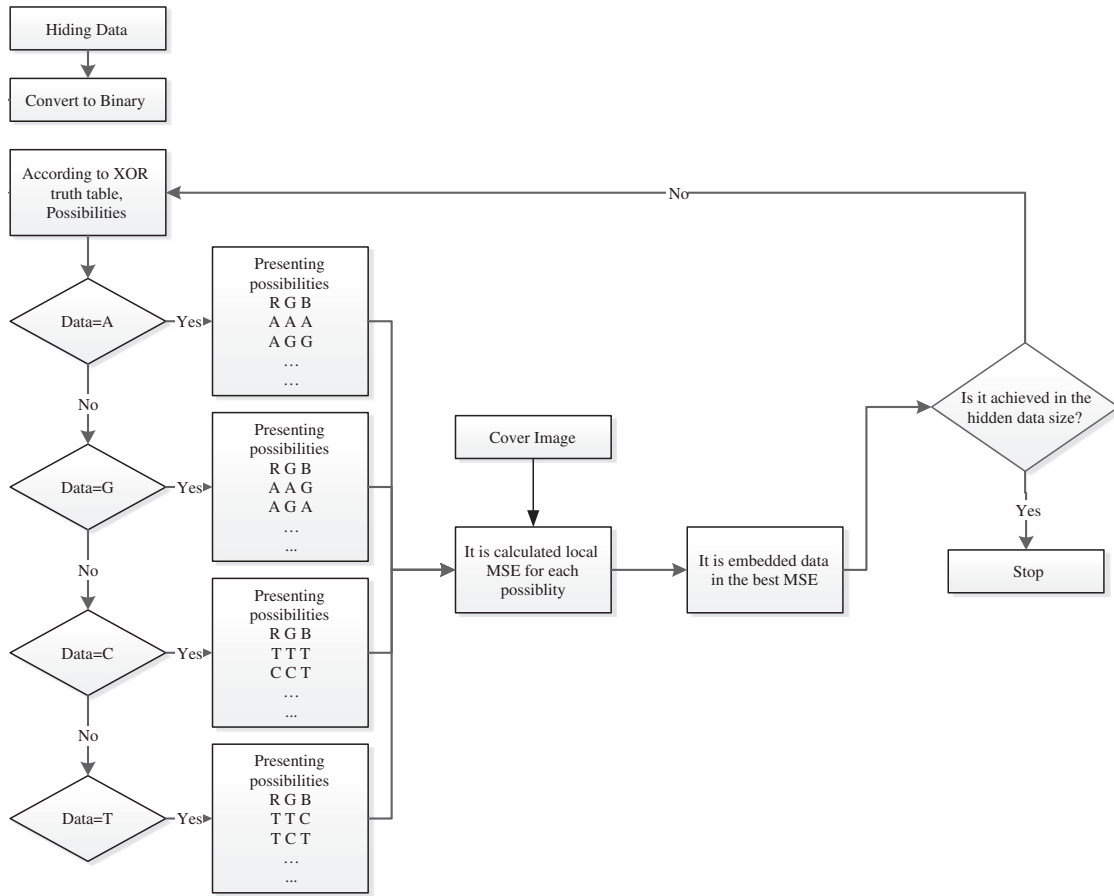 Hiding Data
Convert to Binary
According to XOR
truth table,
Possibilities
No
Data=A
Yes
Presenting
possibilities
R G B
A A A
A G G
…
…
No
Data=G
Yes
Presenting
possibilities
R G B
A A G
A G A
…
...
No
Data=C
Yes
Presenting
possibilities
R G B
T T T
C C T
…
...
No
Data=T
Yes
Presenting
possibilities
R G B
T T C
T C T
…
...
Cover Image
It is calculated local
MSE for each
possiblity
It is embedded data
in the best MSE
Is it achieved in the
hidden data size?
Yes
Stop